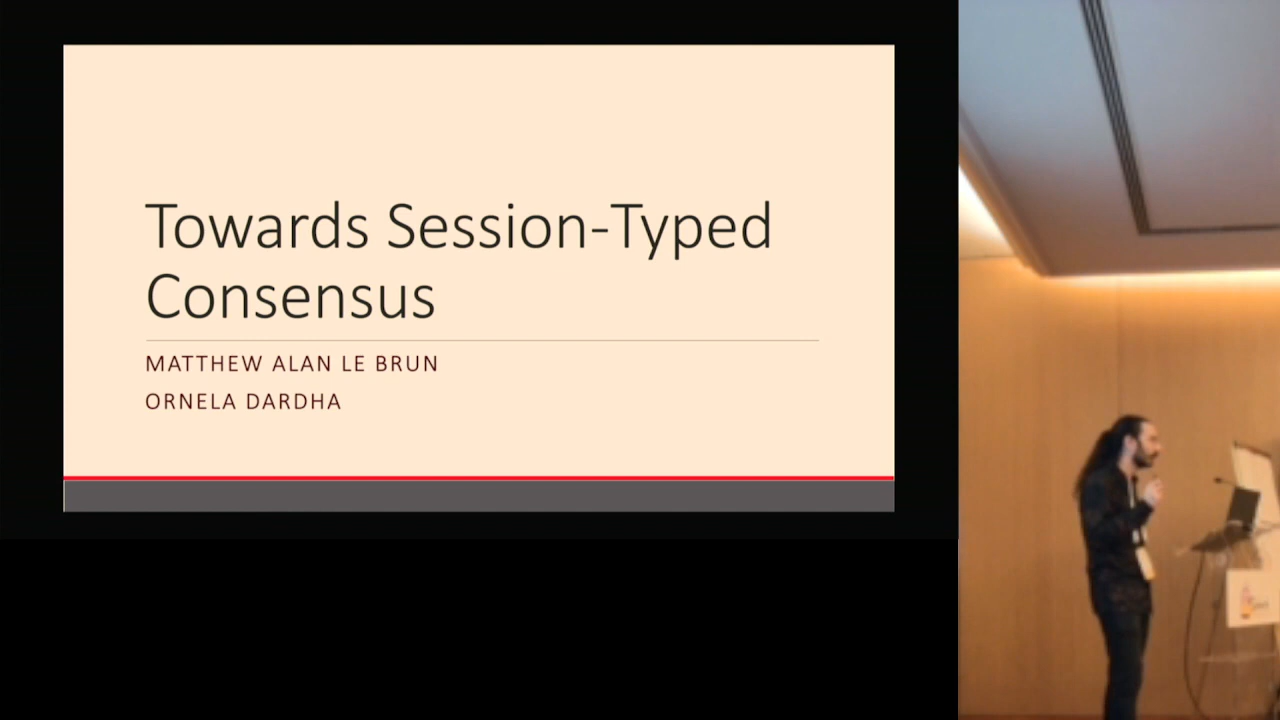 Towards Session-Typed
Consensus
MATTHEW ALAN LE BRUN
ORNELA DARDHA